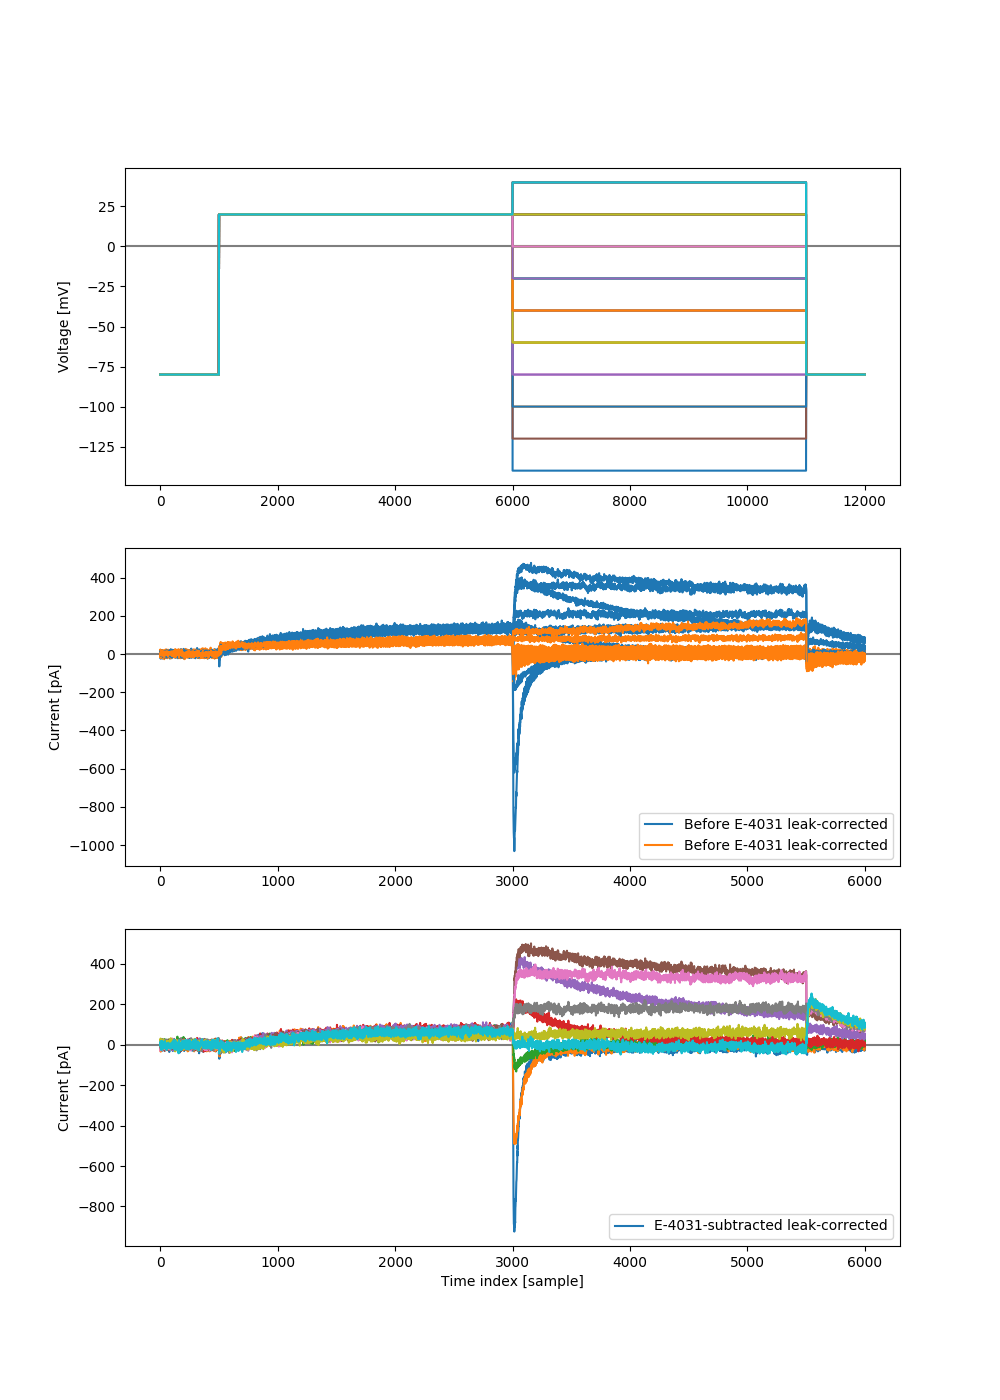 25
0
−25
−50
−75
−100
−125
Voltage [mV]
0 2000 4000 6000 8000 10000 12000
400
200
0
−200
−400
−600
−800
−1000
Current [pA]
Before E-4031 leak-corrected
Before E-4031 leak-corrected
0 1000 2000 3000 4000 5000 6000
400
200
0
−200
−400
−600
−800
Current [pA]
E-4031-subtracted leak-corrected
0 1000 2000 3000 4000 5000 6000
Time index [sample]